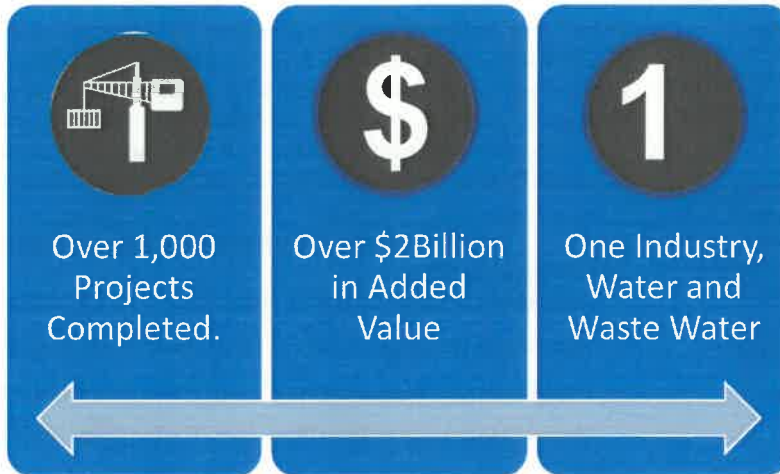 $
1
Over 1,000
Projects
Completed.
Over $2Billion
in Added
Value
One Industry,
Water and
Waste Water